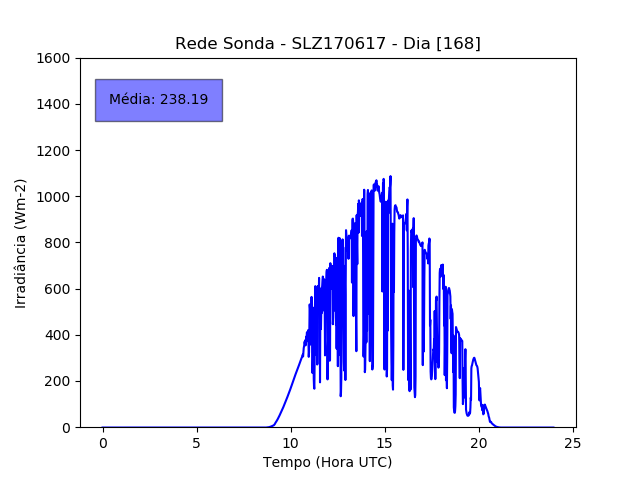 Rede Sonda - SLZ170617 - Dia [168]
Média: 238.19
Irradiância (Wm-2)
1600
1400
1200
1000
800
600
400
200
0
0 5 10 15 20 25
Tempo (Hora UTC)